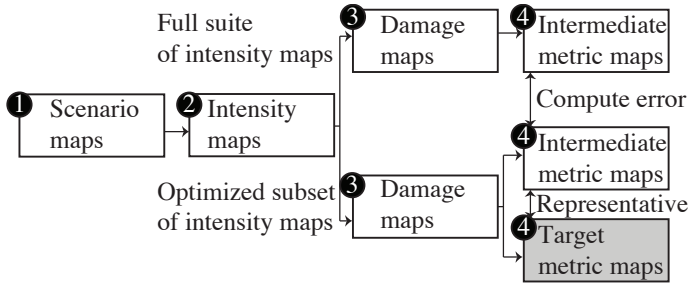 Full suite
of intensity maps
3 Damage
maps
4 Intermediate
metric maps
1 Scenario
maps
2 Intensity
maps
Compute error
Optimized subset
of intensity maps
3 Damage
maps
4 Intermediate
metric maps
Representative
4 Target
metric maps